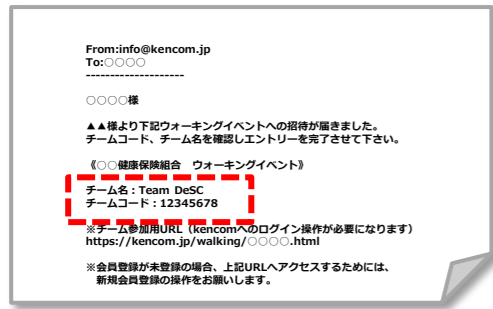 From:info@kencom.jp
To:○○○○
--------------------
○○○○様
▲▲様より下記ウォーキングイベントへの招待が届きました。
チームコード、チーム名を確認しエントリーを完了させて下さい。
《○○健康保険組合　ウォーキングイベント》
チーム名：Team DeSC
チームコード：12345678
※チーム参加用URL（kencomへのログイン操作が必要になります）
https://kencom.jp/walking/○○○○.html
※会員登録が未登録の場合、上記URLへアクセスするためには、
新規会員登録の操作をお願いします。